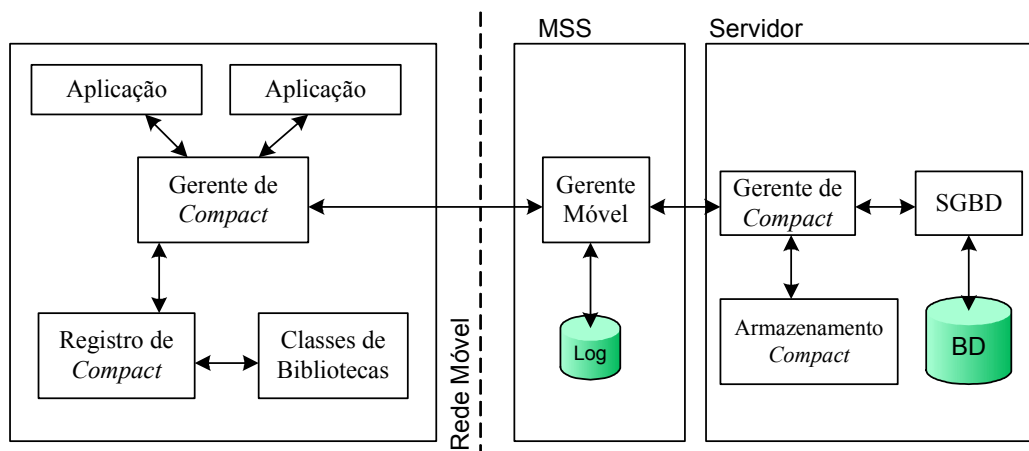 MSS
Servidor
Aplicação
Aplicação
Gerente de
Compact
Gerente
Móvel
Gerente de
Compact
SGBD
Registro de
Compact
Classes de
Bibliotecas
Rede Móvel
Log
Armazenamento
Compact
BD